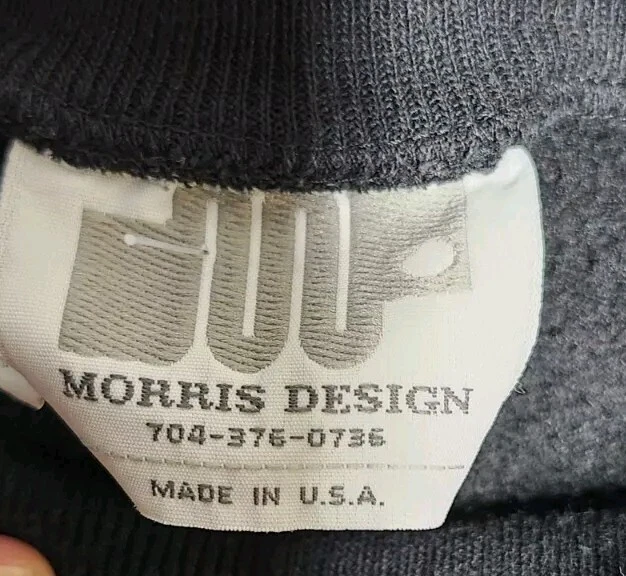 MORRIS DESIGN
704-376-0736
MADE IN U.S.A.